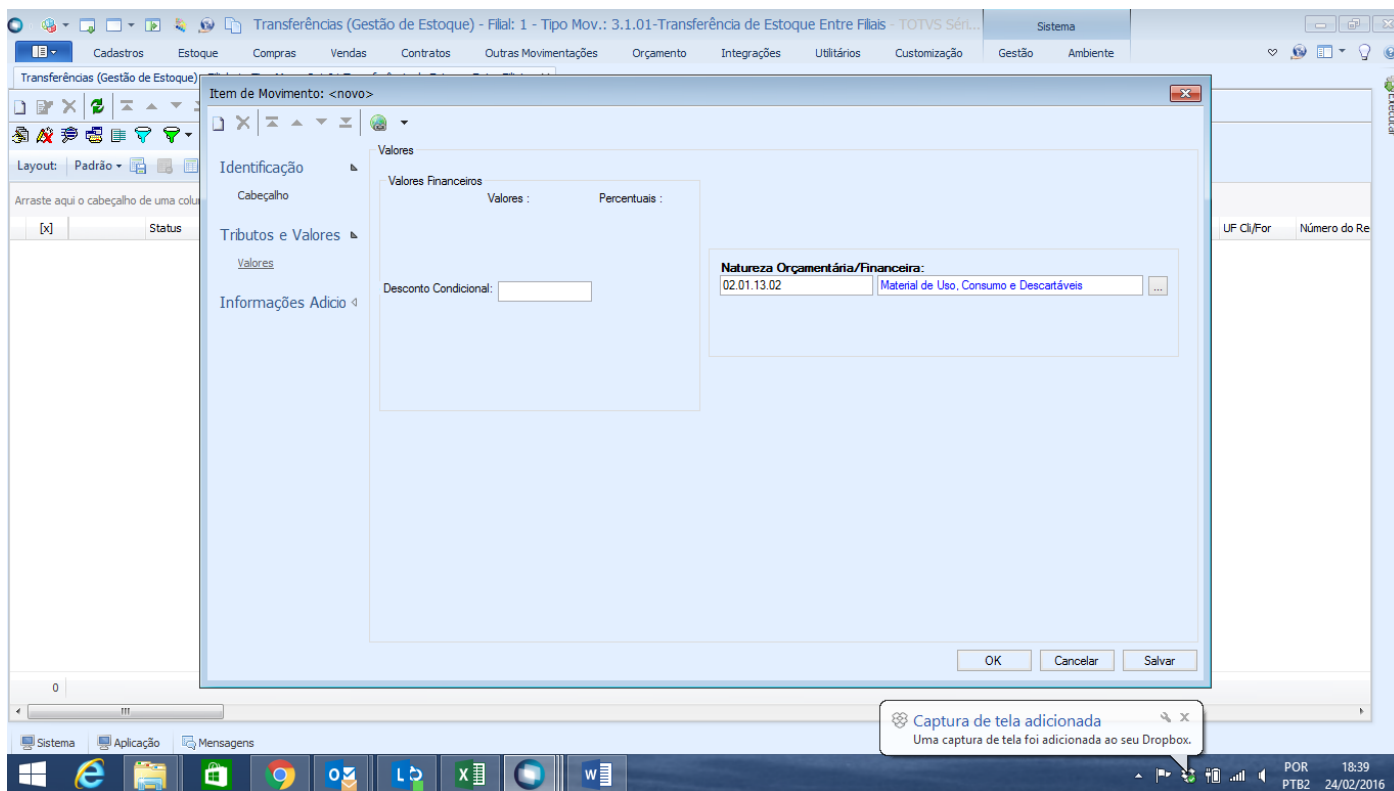 Transferências (Gestão de Estoque) - Filial: 1 - Tipo Mov.: 3.1.01-Transferência de Estoque Entre Filiais - TOTVS Séri...
Sistema
Cadastros Estoque Compras Vendas Contratos Outras Movimentações Orçamento Integrações Utilitários Customização Gestão Ambiente
Transferências (Gestão de Estoque)
Executar
Item de Movimento: <novo>
Layout: Padrão
Arraste aqui o cabeçalho de uma colu
[x] Status UF Cli/For Número do Re
Identificação
Cabeçalho
Tributos e Valores
Valores
Informações Adicio
Valores
Valores Financeiros
Valores : Percentuais :
Desconto Condicional:
Natureza Orçamentária/Financeira:
02.01.13.02 Material de Uso, Consumo e Descartáveis ...
OK Cancelar Salvar
0
Captura de tela adicionada
Uma captura de tela foi adicionada ao seu Dropbox.
Sistema Aplicação Mensagens
POR 18:39
PTB2 24/02/2016